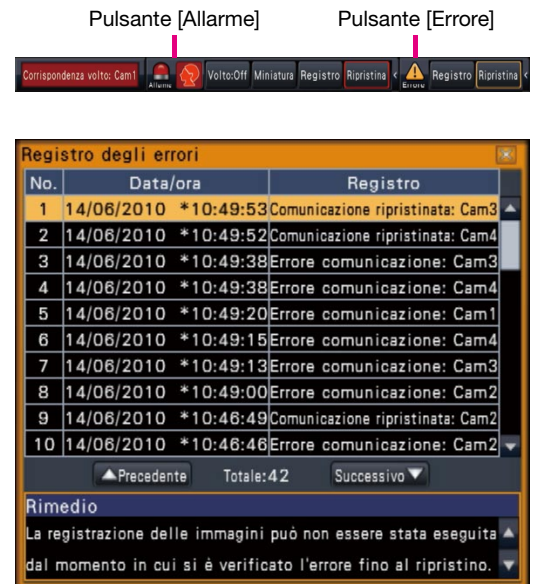 Pulsante [Allarme] Pulsante [Errore]
Corrispondenza volto: Cam1 Allarme Volto:Off Miniatura Registro Ripristina < Errore Registro Ripristina <
Registro degli errori
No. Data/ora Registro
1 14/06/2010 *10:49:53 Comunicazione ripristinata: Cam3
2 14/06/2010 *10:49:52 Comunicazione ripristinata: Cam4
3 14/06/2010 *10:49:38 Errore comunicazione: Cam3
4 14/06/2010 *10:49:38 Errore comunicazione: Cam4
5 14/06/2010 *10:49:20 Errore comunicazione: Cam1
6 14/06/2010 *10:49:15 Errore comunicazione: Cam4
7 14/06/2010 *10:49:13 Errore comunicazione: Cam3
8 14/06/2010 *10:49:00 Errore comunicazione: Cam2
9 14/06/2010 *10:46:49 Comunicazione ripristinata: Cam2
10 14/06/2010 *10:46:46 Errore comunicazione: Cam2
▲Precedente Totale:42 Successivo▼
Rimedio
La registrazione delle immagini può non essere stata eseguita
dal momento in cui si è verificato l'errore fino al ripristino.